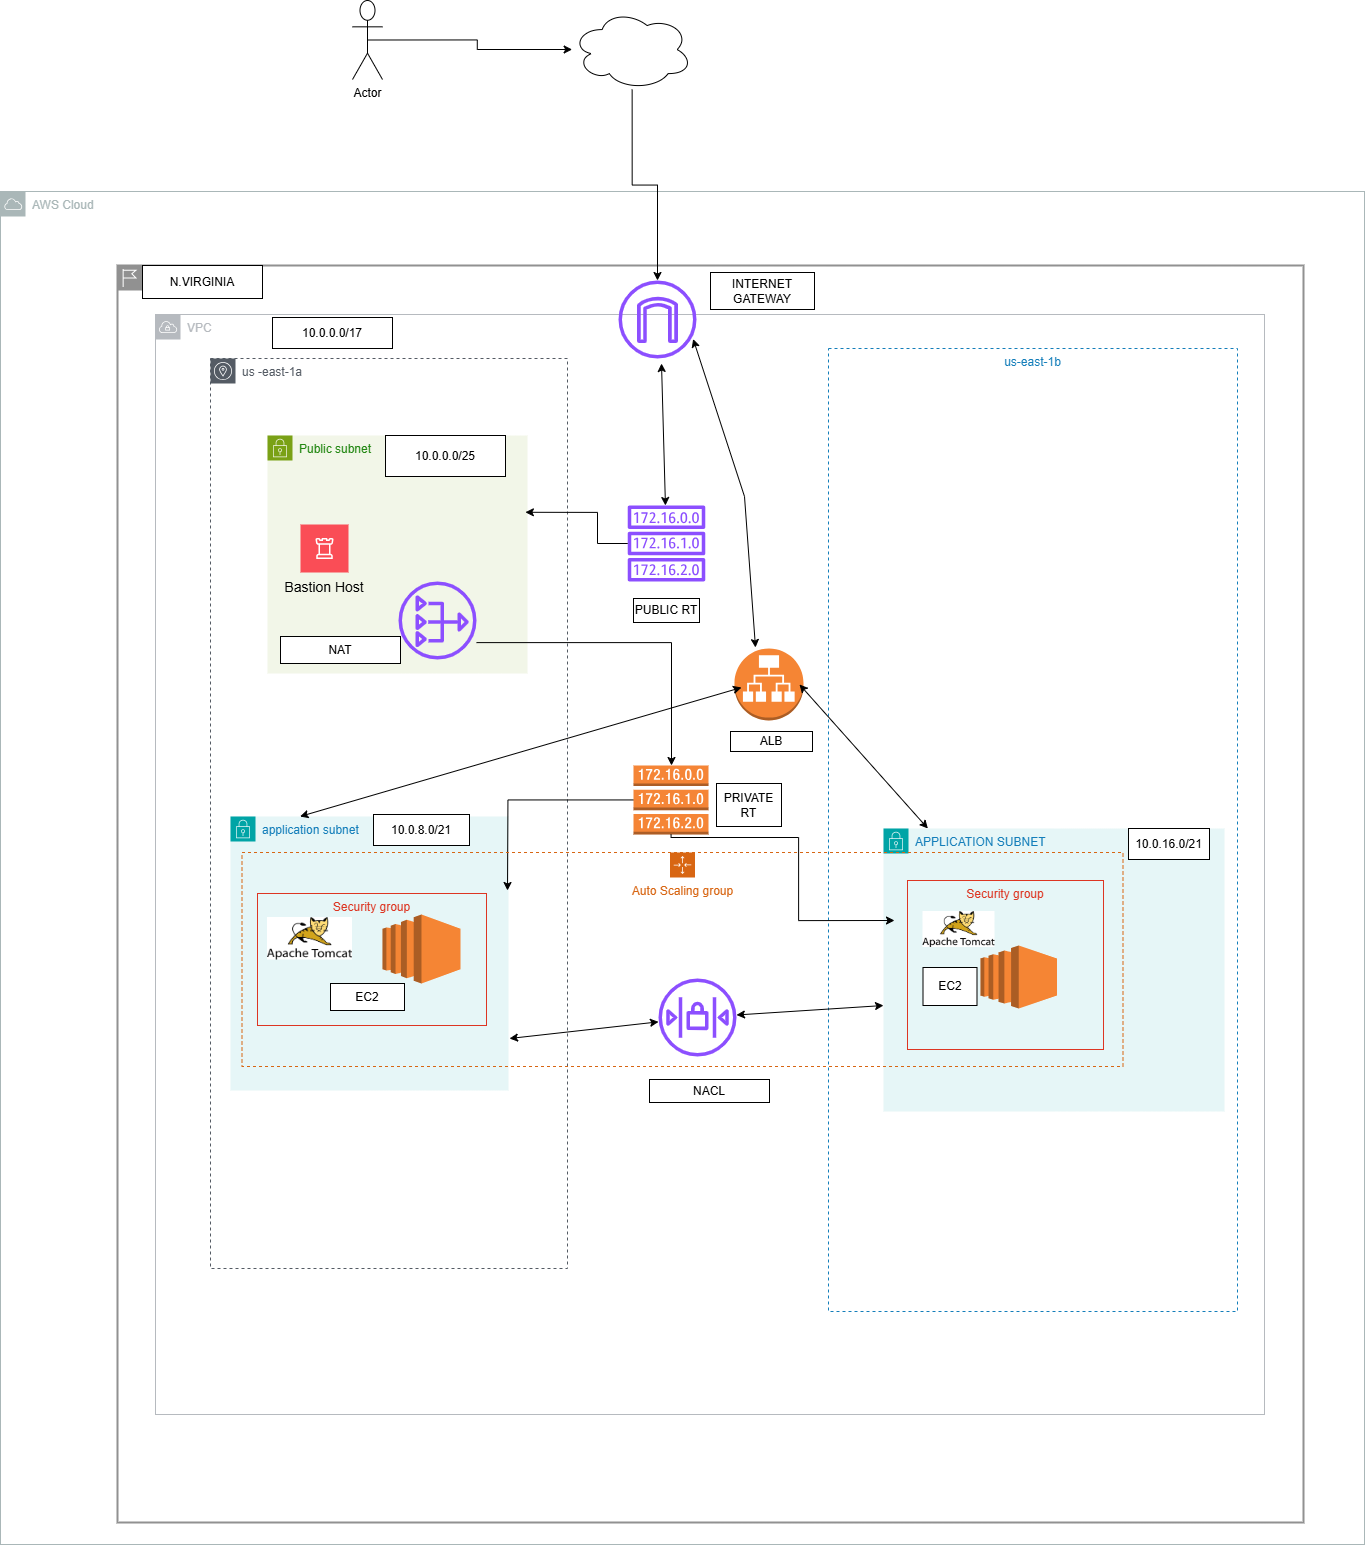 Actor
AWS Cloud
N.VIRGINIA
INTERNET
GATEWAY
VPC
10.0.0.0/17
us -east-1a
us-east-1b
Public subnet
10.0.0.0/25
172.16.0.0
172.16.1.0
172.16.2.0
Bastion Host
PUBLIC RT
NAT
ALB
172.16.0.0
172.16.1.0
172.16.2.0
PRIVATE
RT
application subnet
10.0.8.0/21
APPLICATION SUBNET
10.0.16.0/21
Auto Scaling group
Security group
Apache Tomcat
EC2
Security group
Apache Tomcat
EC2
NACL